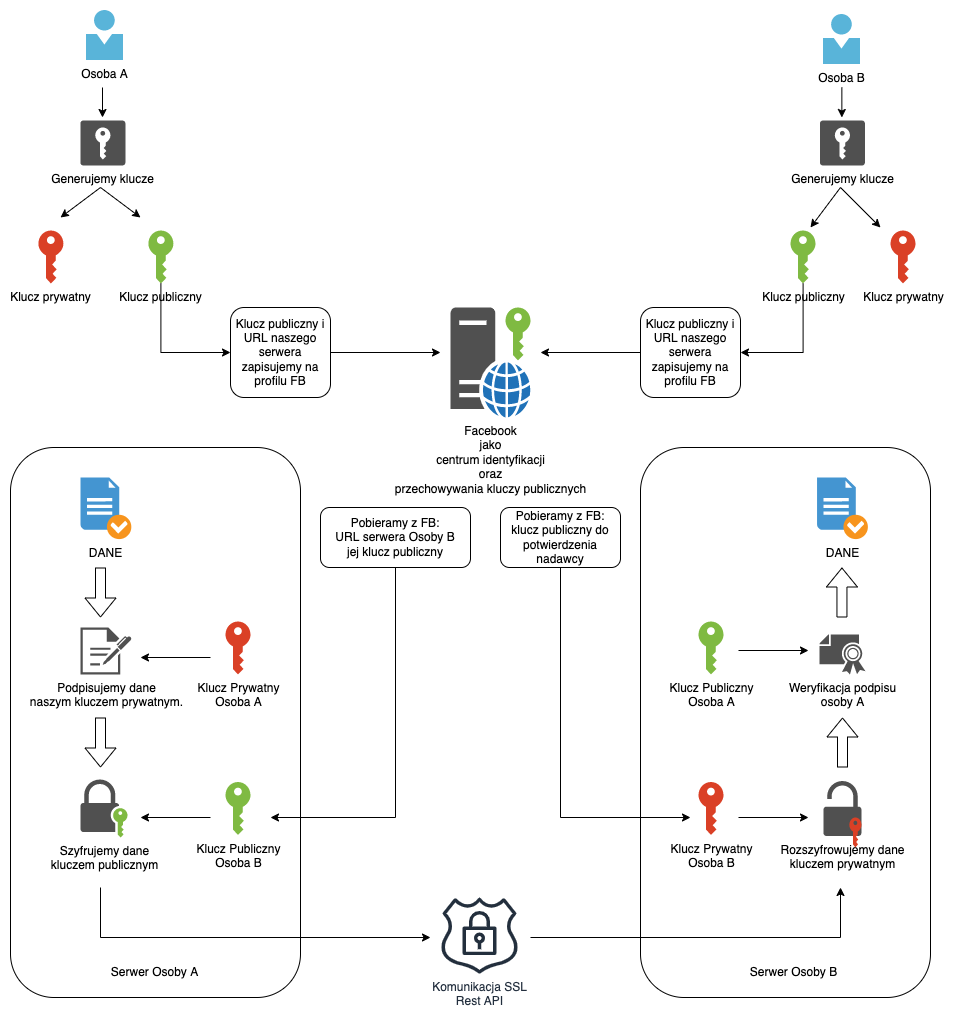 Osoba A
Osoba B
Generujemy klucze
Generujemy klucze
Klucz prywatny
Klucz publiczny
Klucz publiczny
Klucz prywatny
Klucz publiczny i
URL naszego
serwera
zapisujemy na
profilu FB
Klucz publiczny i
URL naszego
serwera
zapisujemy na
profilu FB
Facebook
jako
centrum identyfikacji
oraz
przechowywania kluczy publicznych
Pobieramy z FB:
URL serwera Osoby B
jej klucz publiczny
Pobieramy z FB:
klucz publiczny do
potwierdzenia
nadawcy
DANE
Podpisujemy dane
naszym kluczem prywatnym.
Klucz Prywatny
Osoba A
Szyfrujemy dane
kluczem publicznym
Klucz Publiczny
Osoba B
Serwer Osoby A
DANE
Klucz Publiczny
Osoba A
Weryfikacja podpisu
osoby A
Klucz Prywatny
Osoba B
Rozszyfrowujemy dane
kluczem prywatnym
Serwer Osoby B
Komunikacja SSL
Rest API